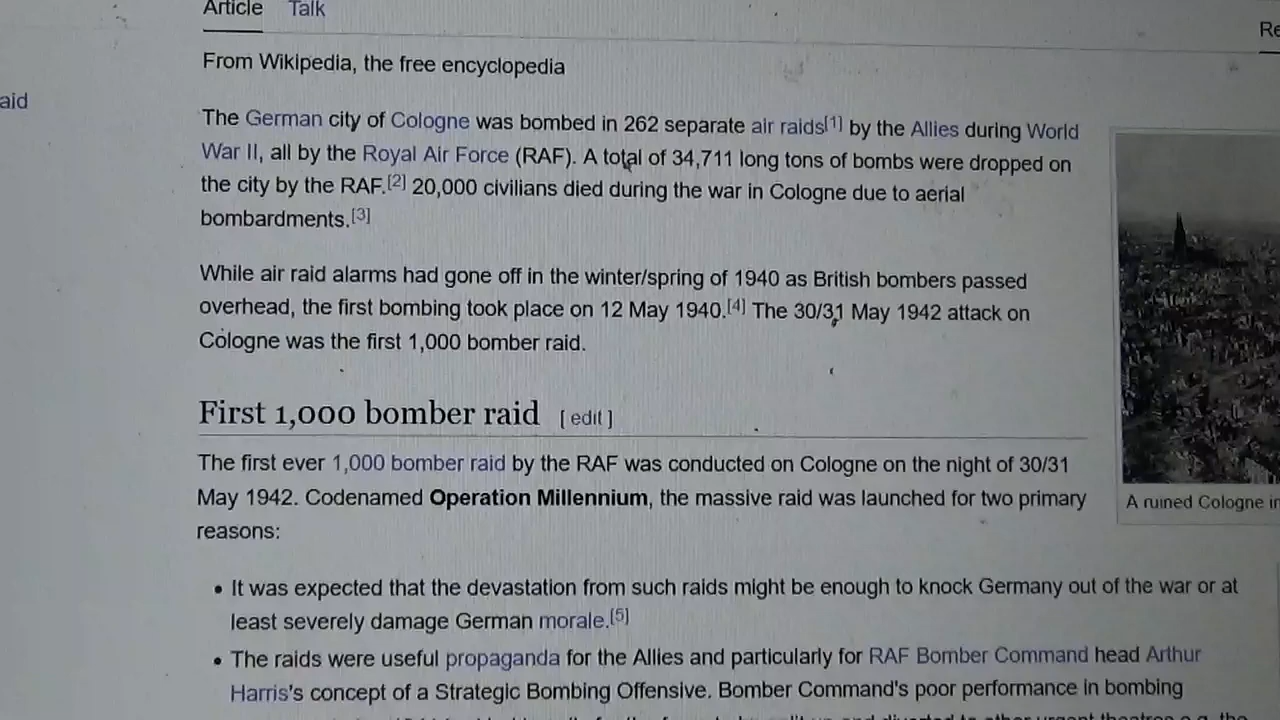 Article Talk
Re
From Wikipedia, the free encyclopedia
aid
The German city of Cologne was bombed in 262 separate air raids[1] by the Allies during World
War II, all by the Royal Air Force (RAF). A total of 34,711 long tons of bombs were dropped on
the city by the RAF.[2] 20,000 civilians died during the war in Cologne due to aerial
bombardments.[3]
While air raid alarms had gone off in the winter/spring of 1940 as British bombers passed
overhead, the first bombing took place on 12 May 1940.[4] The 30/31 May 1942 attack on
Cologne was the first 1,000 bomber raid.
First 1,000 bomber raid [ edit ]
The first ever 1,000 bomber raid by the RAF was conducted on Cologne on the night of 30/31
May 1942. Codenamed Operation Millennium, the massive raid was launched for two primary
reasons:
A ruined Cologne in
• It was expected that the devastation from such raids might be enough to knock Germany out of the war or at
least severely damage German morale.[5]
• The raids were useful propaganda for the Allies and particularly for RAF Bomber Command head Arthur
Harris's concept of a Strategic Bombing Offensive. Bomber Command's poor performance in bombing